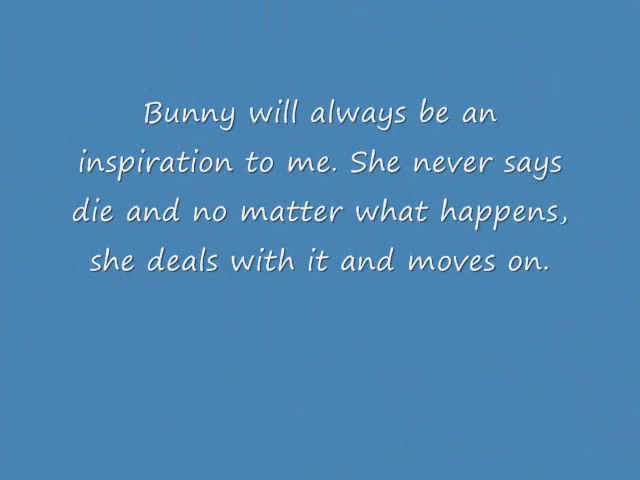 Bunny will always be an
inspiration to me. She never says
die and no matter what happens,
she deals with it and moves on.